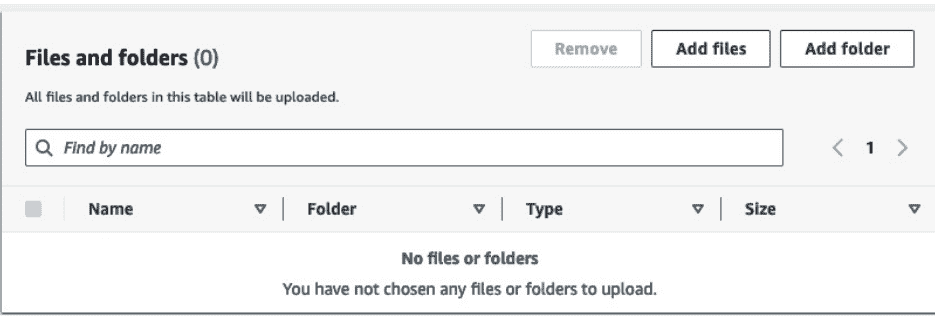 Files and folders (0)
Remove
Add files
Add folder
All files and folders in this table will be uploaded.
Find by name
1
Name
Folder
Type
Size
No files or folders
You have not chosen any files or folders to upload.